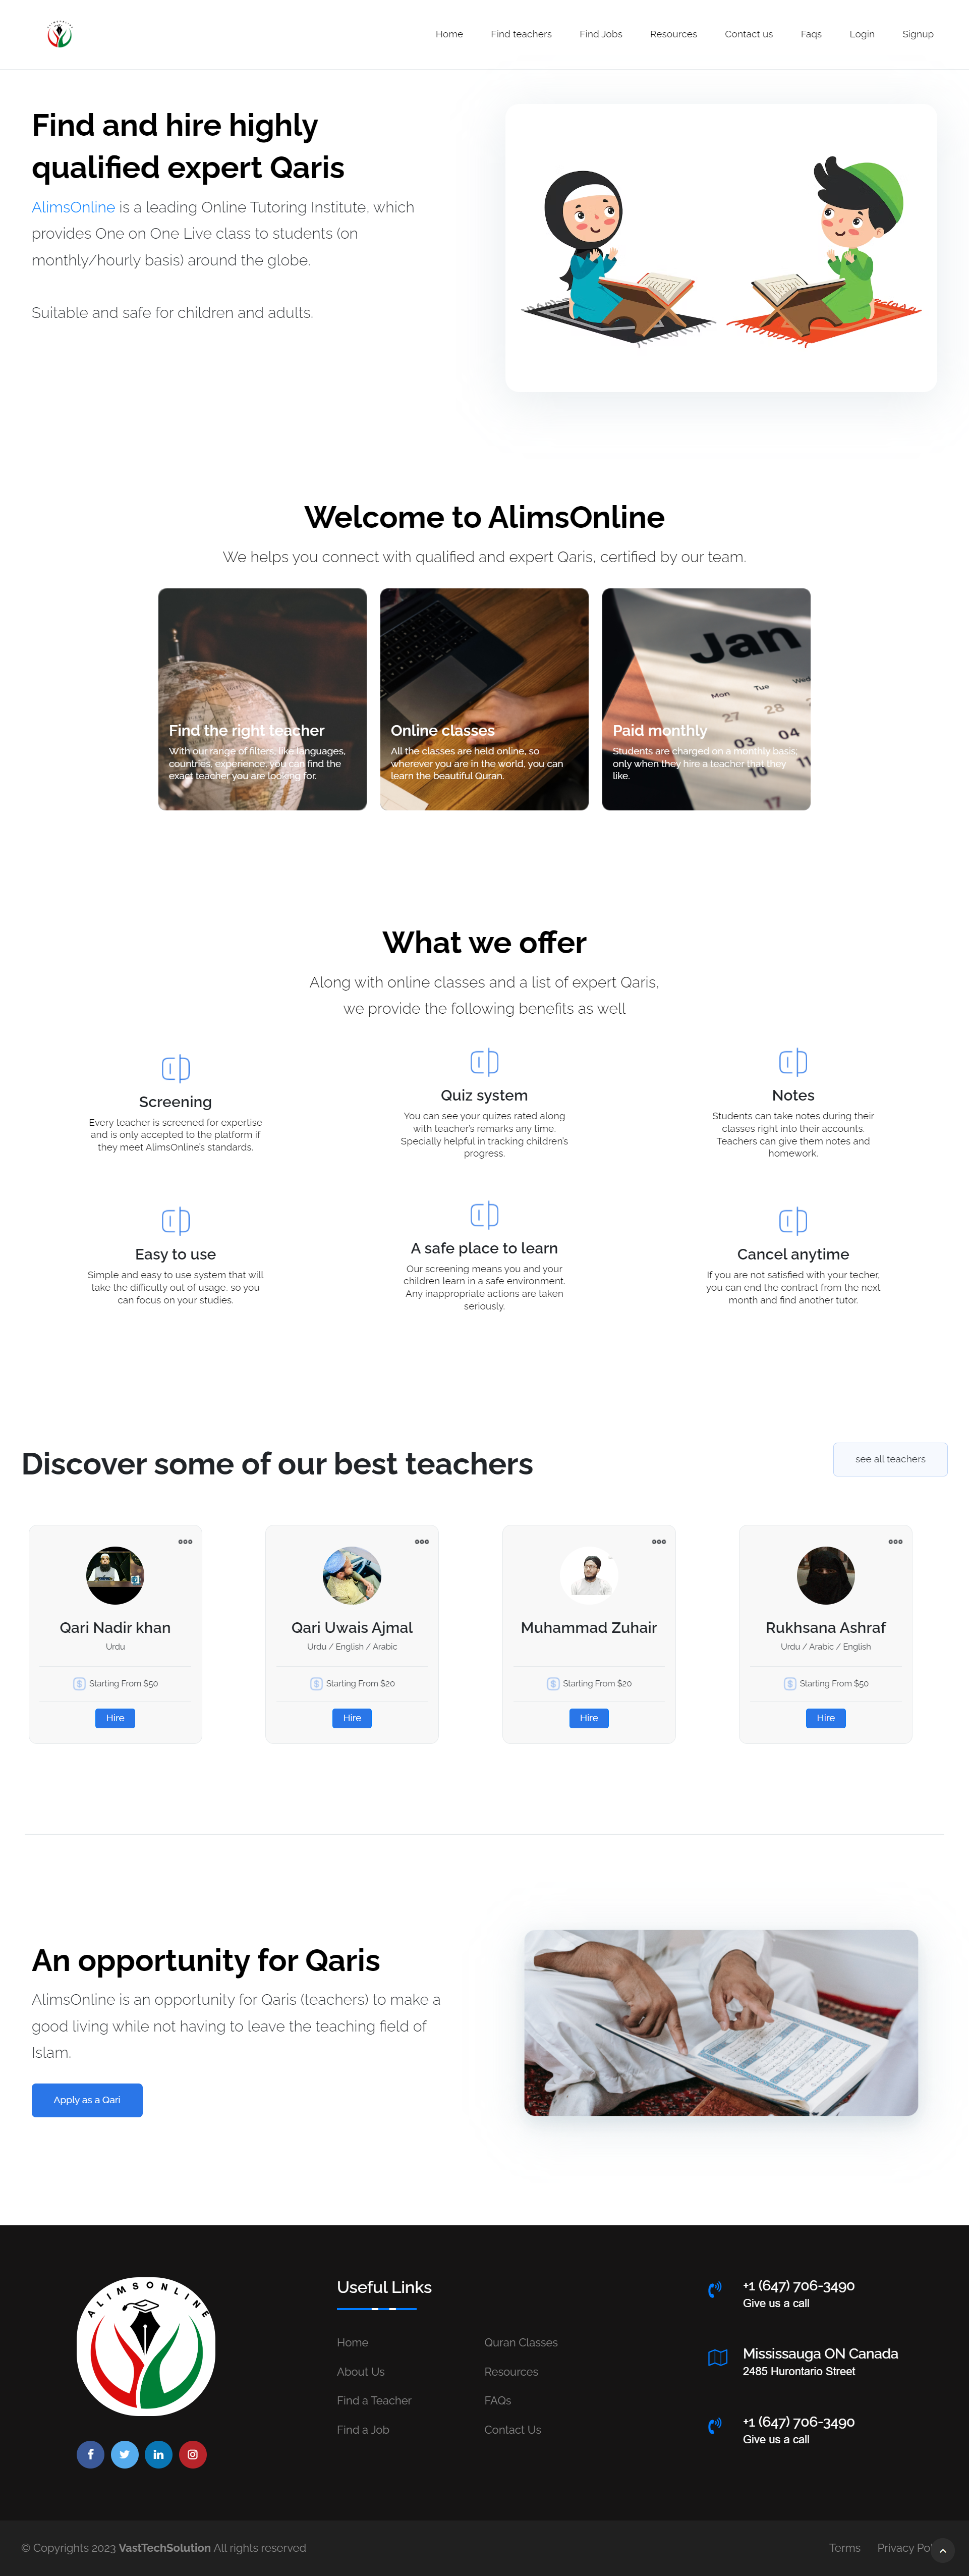 Home Find teachers Find Jobs Resources Contact us Faqs Login Signup
Find and hire highly
qualified expert Qaris
AlimsOnline is a leading Online Tutoring Institute, which
provides One on One Live class to students (on
monthly/hourly basis) around the globe.
Suitable and safe for children and adults.
Welcome to AlimsOnline
We helps you connect with qualified and expert Qaris, certified by our team.
Find the right teacher
With our range of filters, like languages,
countries, experience, you can find the
exact teacher you are looking for.
Online classes
All the classes are held online, so
wherever you are in the world, you can
learn the beautiful Quran.
Jan
Mon Tue Wed
27 28
03 04
10 11
17
Paid monthly
Students are charged on a monthly basis,
only when they hire a teacher that they
like.
What we offer
Along with online classes and a list of expert Qaris,
we provide the following benefits as well
Screening
Every teacher is screened for expertise
and is only accepted to the platform if
they meet AlimsOnline's standards.
Quiz system
You can see your quizes rated along
with teacher's remarks any time.
Specially helpful in tracking children's
progress.
Notes
Students can take notes during their
classes right into their accounts.
Teachers can give them notes and
homework.
Easy to use
Simple and easy to use system that will
take the difficulty out of usage, so you
can focus on your studies.
A safe place to learn
Our screening means you and your
children learn in a safe environment.
Any inappropriate actions are taken
seriously.
Cancel anytime
If you are not satisfied with your techer,
you can end the contract from the next
month and find another tutor.
Discover some of our best teachers
see all teachers
Qari Nadir khan
Urdu
Starting From $50
Hire
Qari Uwais Ajmal
Urdu / English / Arabic
Starting From $20
Hire
Muhammad Zuhair
Starting From $20
Hire
Rukhsana Ashraf
Urdu / Arabic / English
Starting From $50
Hire
An opportunity for Qaris
AlimsOnline is an opportunity for Qaris (teachers) to make a
good living while not having to leave the teaching field of
Islam.
Apply as a Qari
ALIMSONLINE
Useful Links
Home
About Us
Find a Teacher
Find a Job
Quran Classes
Resources
FAQs
Contact Us
+1 (647) 706-3490
Give us a call
Mississauga ON Canada
2485 Hurontario Street
+1 (647) 706-3490
Give us a call
© Copyrights 2023 VastTechSolution All rights reserved
Terms Privacy Pol